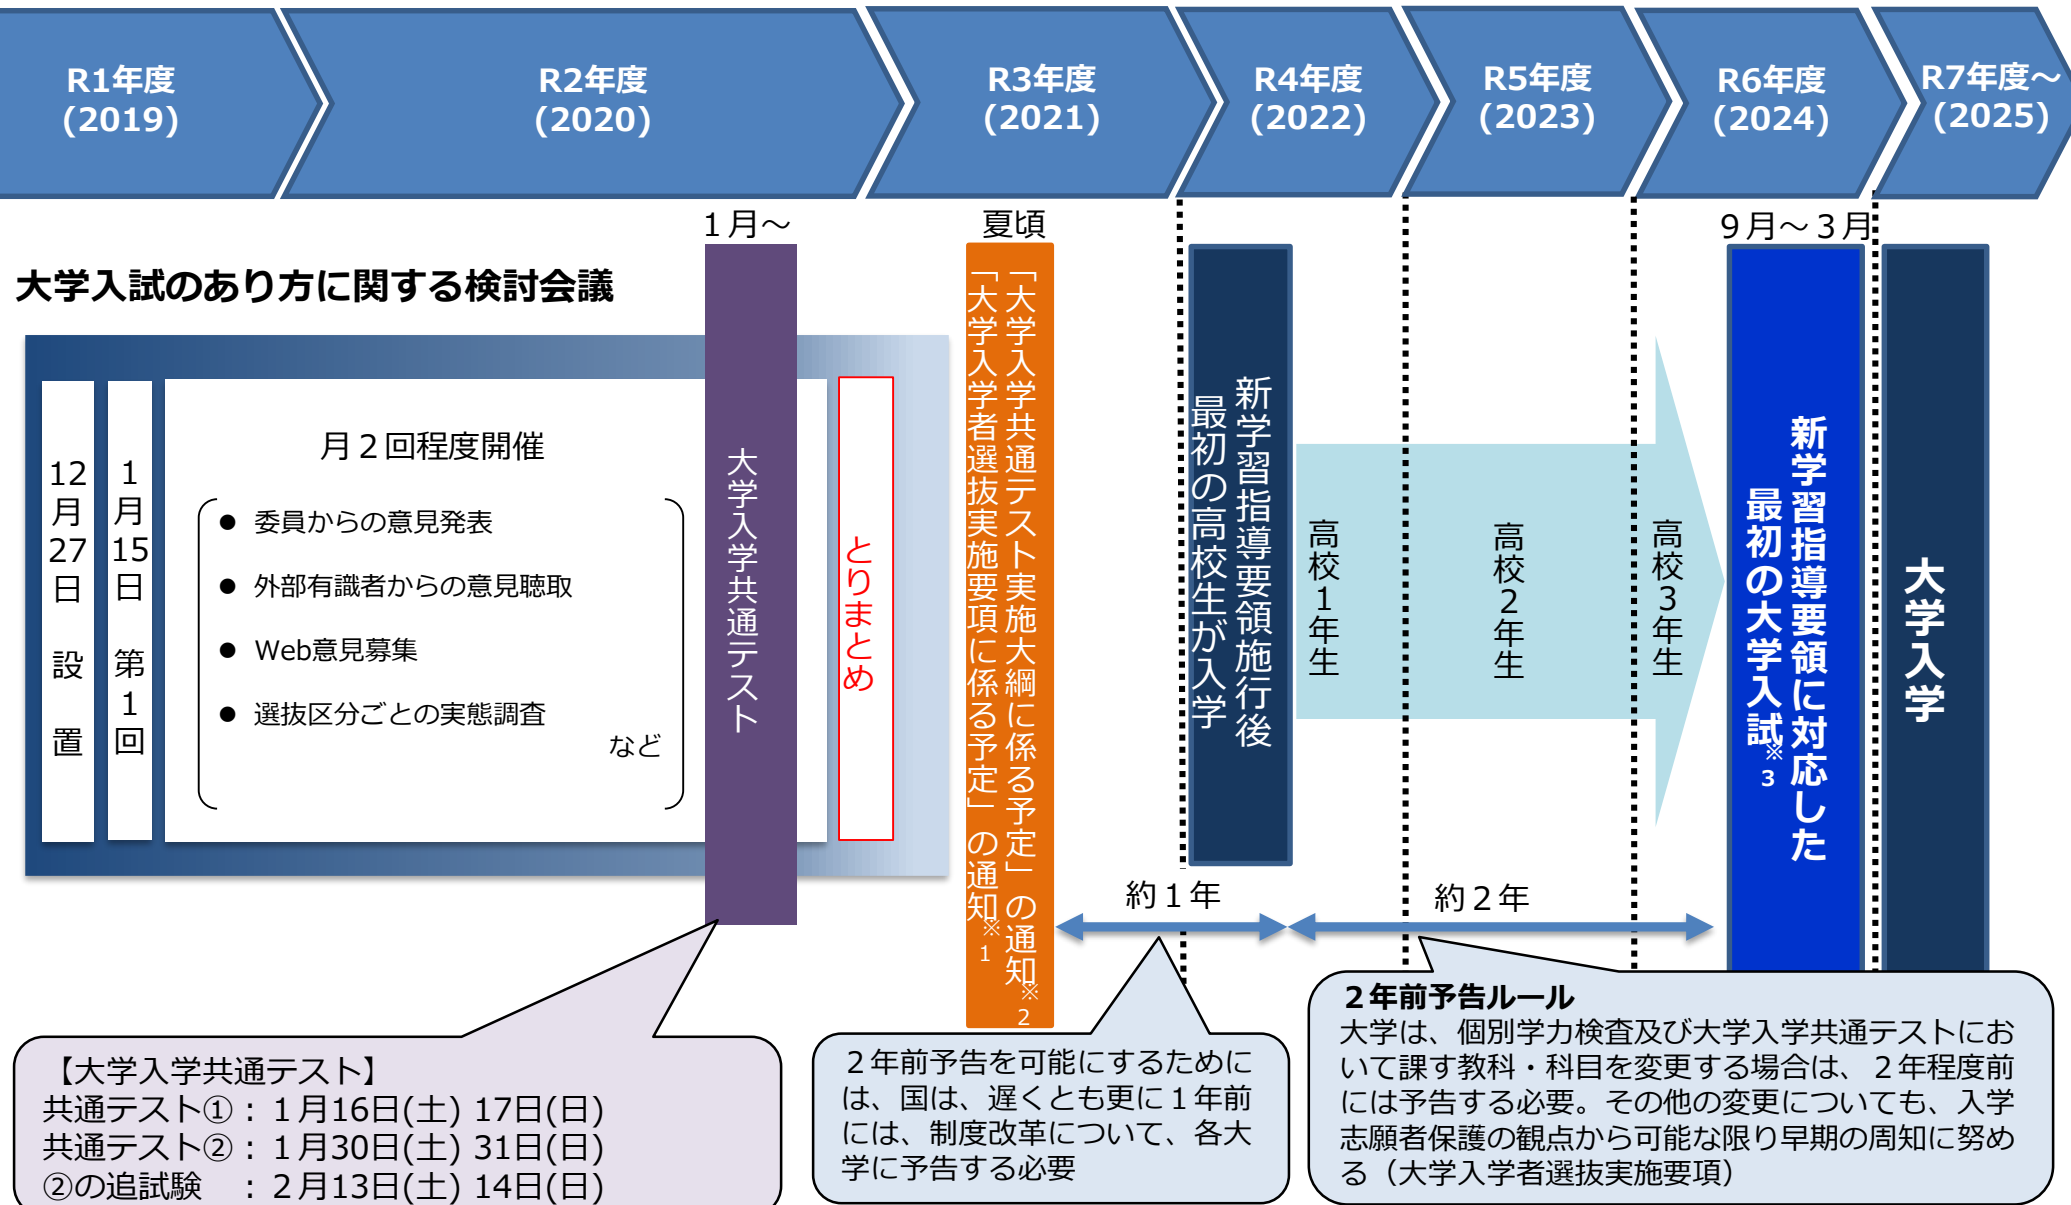 R1年度
(2019)
R2年度
(2020)
R3年度
(2021)
R4年度
(2022)
R5年度
(2023)
R6年度
(2024)
R7年度～
(2025)
１月～
夏頃
９月～３月
大学入試のあり方に関する検討会議
12月27日　設　置
１月15日　第１回
月２回程度開催
● 委員からの意見発表
● 外部有識者からの意見聴取
● Web意見募集
● 選抜区分ごとの実態調査
など
大学入学共通テスト
とりまとめ
「大学入学共通テスト実施大綱に係る予定」の通知※2
「大学入学者選抜実施要項に係る予定」の通知※1
新学習指導要領施行後
最初の高校生が入学
高校１年生
高校２年生
高校３年生
新学習指導要領に対応した
最初の大学入試※3
大学入学
約１年
約２年
【大学入学共通テスト】
共通テスト①：１月16日(土) 17日(日)
共通テスト②：１月30日(土) 31日(日)
②の追試験　：２月13日(土) 14日(日)
２年前予告を可能にするために
は、国は、遅くとも更に１年前
には、制度改革について、各大
学に予告する必要
２年前予告ルール
大学は、個別学力検査及び大学入学共通テストにお
いて課す教科・科目を変更する場合は、２年程度前
には予告する必要。その他の変更についても、入学
志願者保護の観点から可能な限り早期の周知に努め
る（大学入学者選抜実施要項）